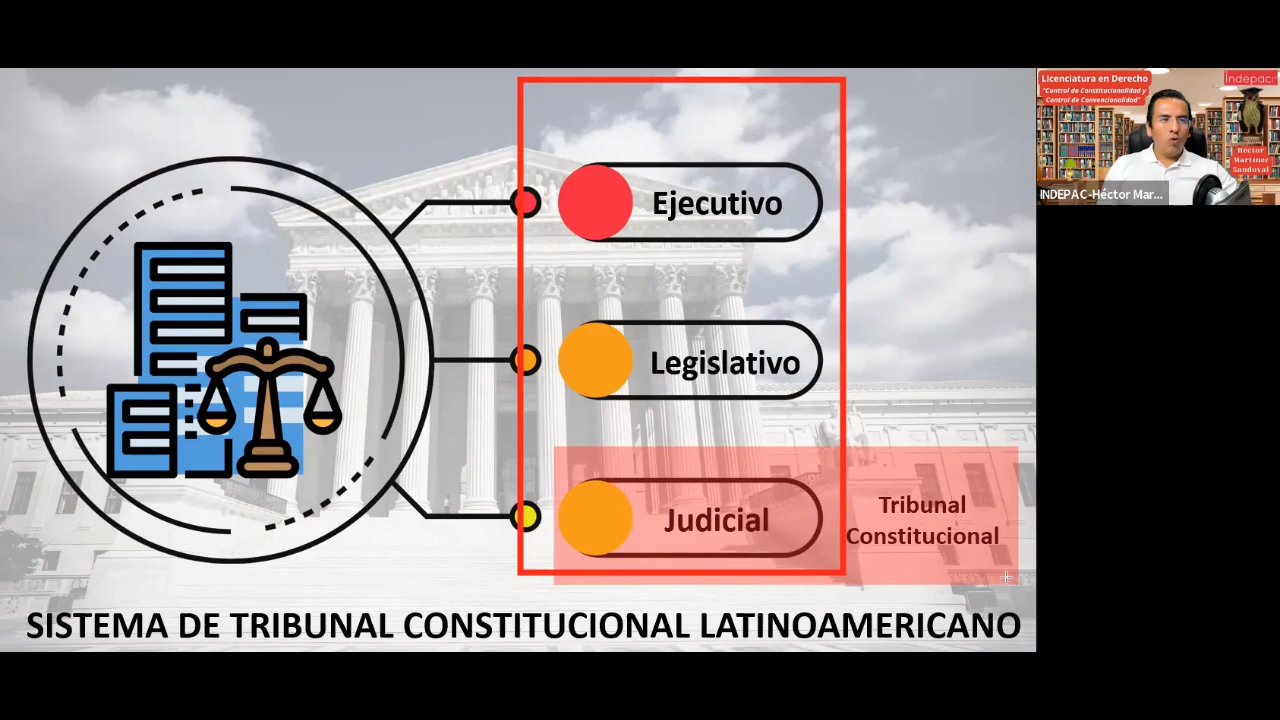 Ejecutivo
Legislativo
Judicial
Tribunal
Constitucional
SISTEMA DE TRIBUNAL CONSTITUCIONAL LATINOAMERICANO
Licenciatura en Derecho
"Control de Constitucionalidad y
Control de Convencionalidad"
Indepac
Héctor
Martínez
Sandoval
INDEPAC-Héctor Mar...